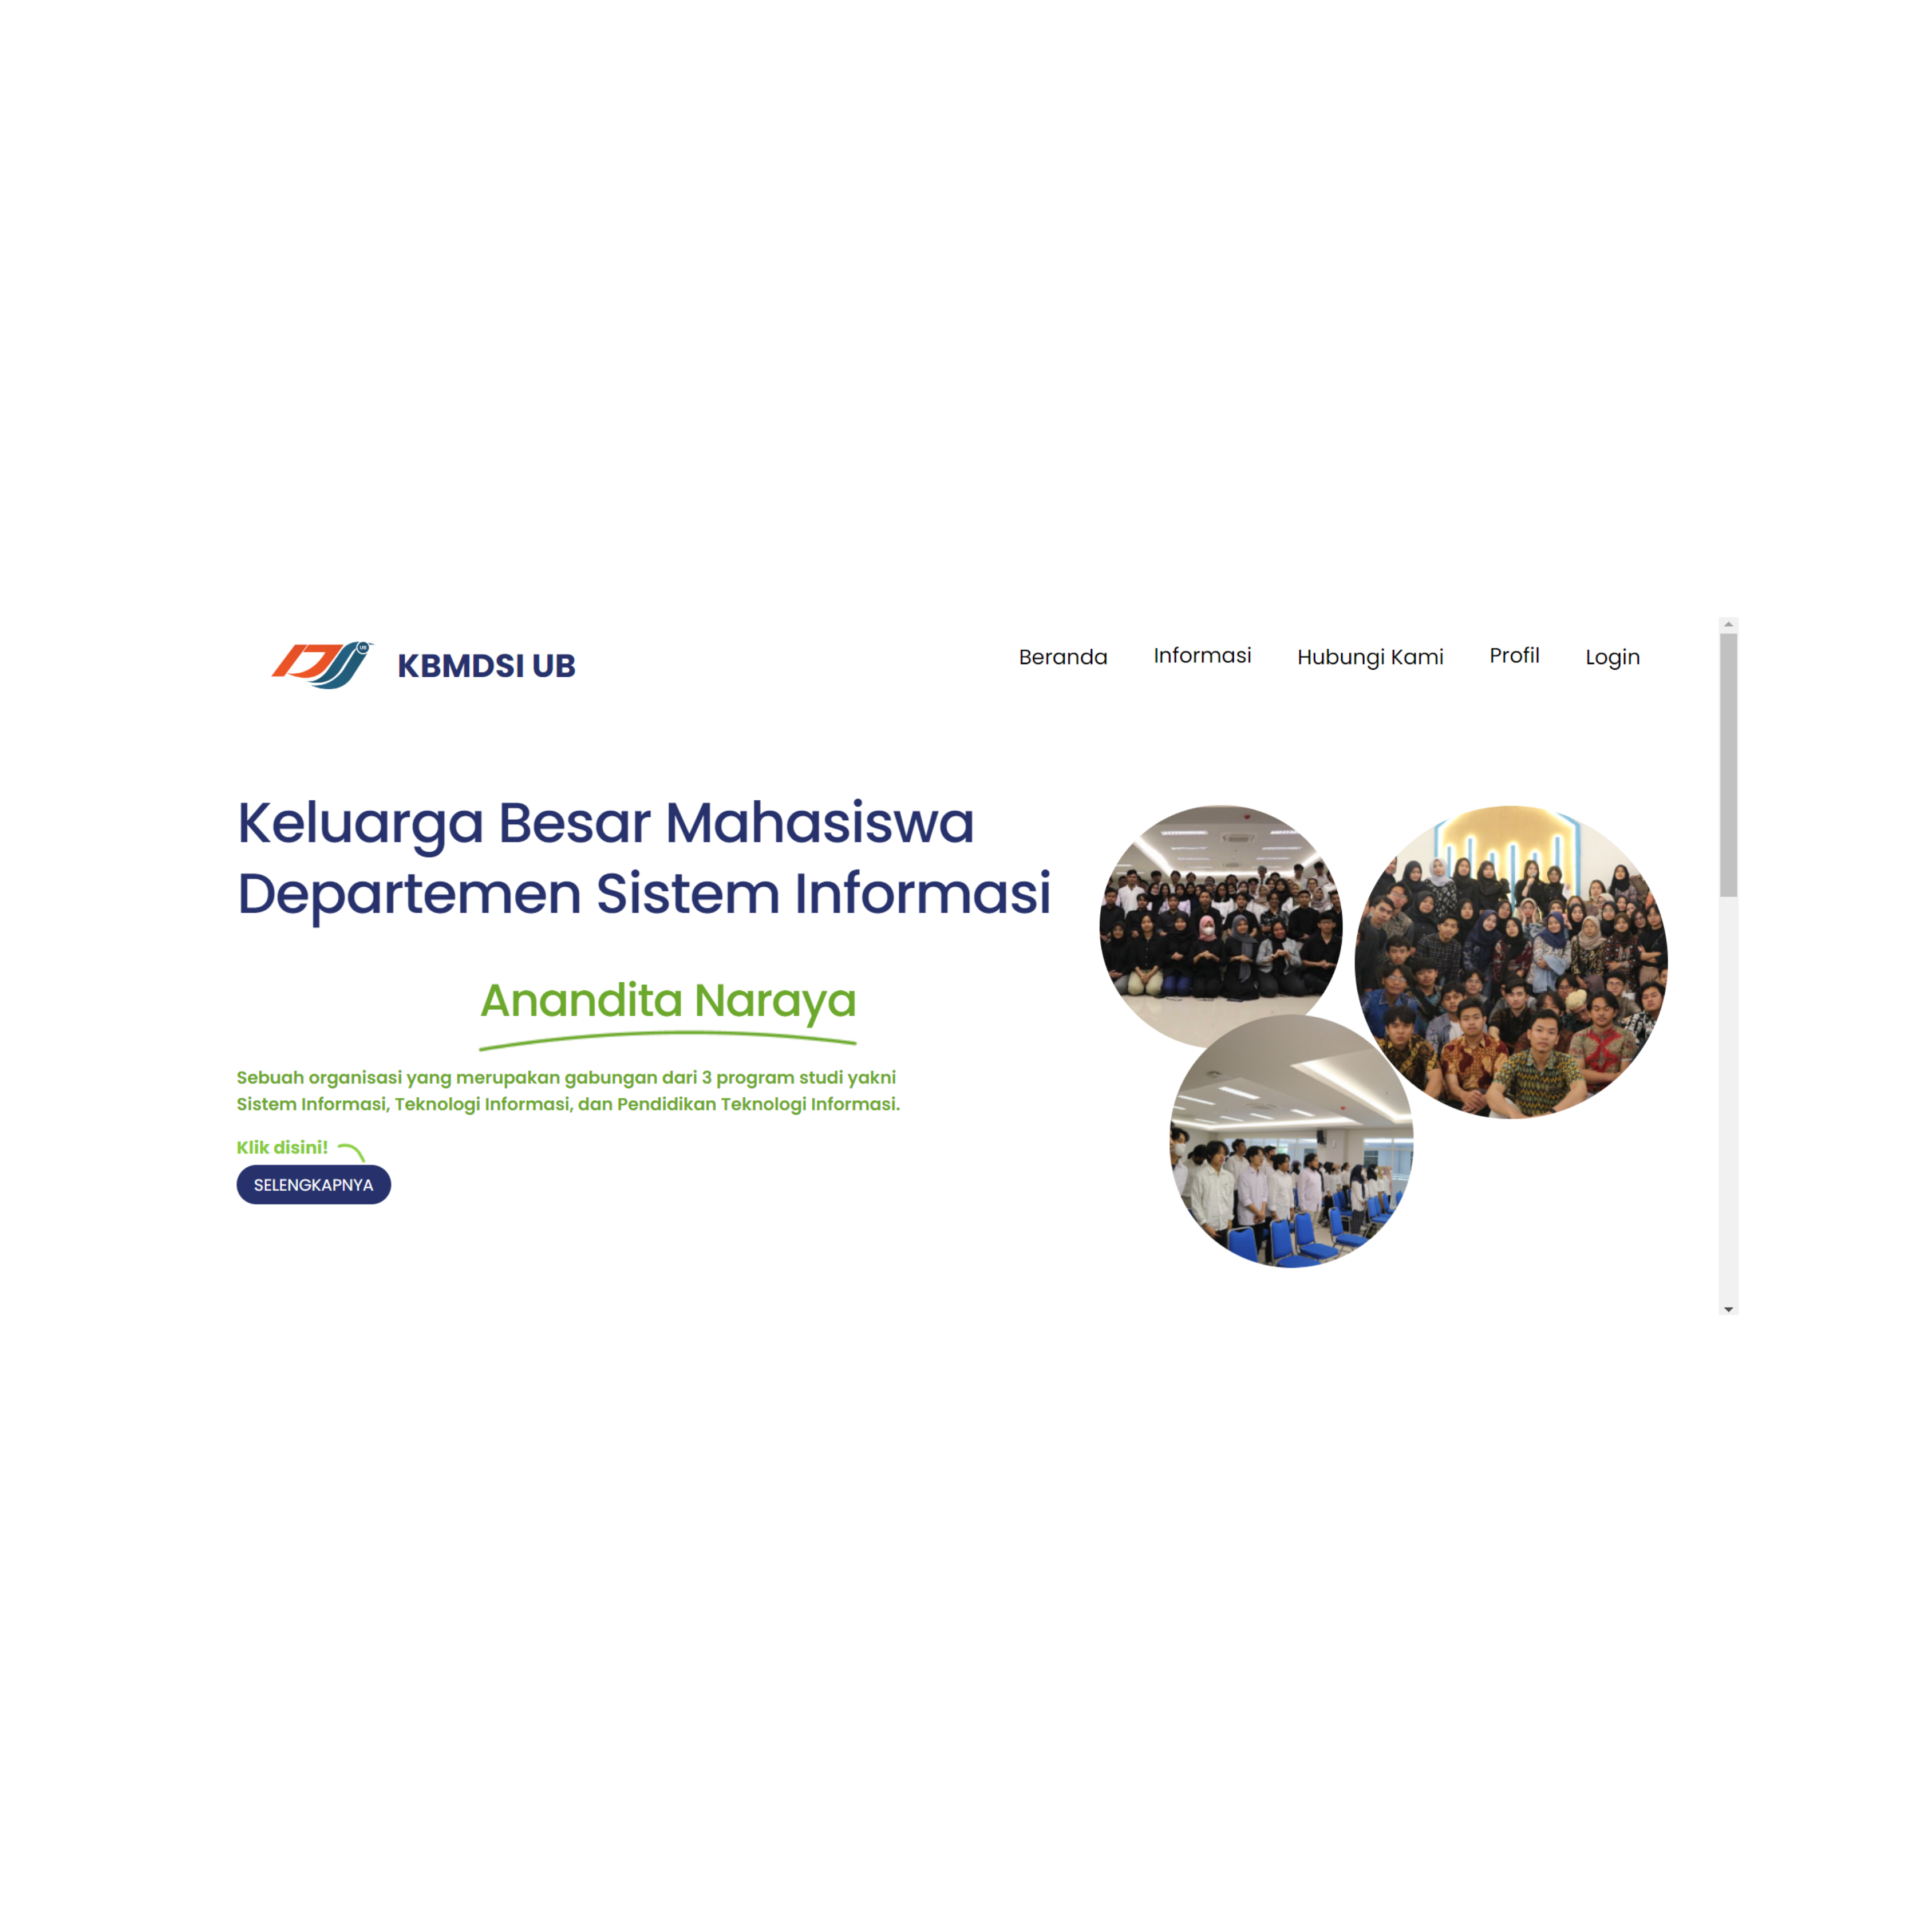 KBMDSI UB
Beranda
Informasi
Hubungi Kami
Profil
Login
Keluarga Besar Mahasiswa
Departemen Sistem Informasi
Anandita Naraya
Sebuah organisasi yang merupakan gabungan dari 3 program studi yakni
Sistem Informasi, Teknologi Informasi, dan Pendidikan Teknologi Informasi.
Klik disini!
SELENGKAPNYA